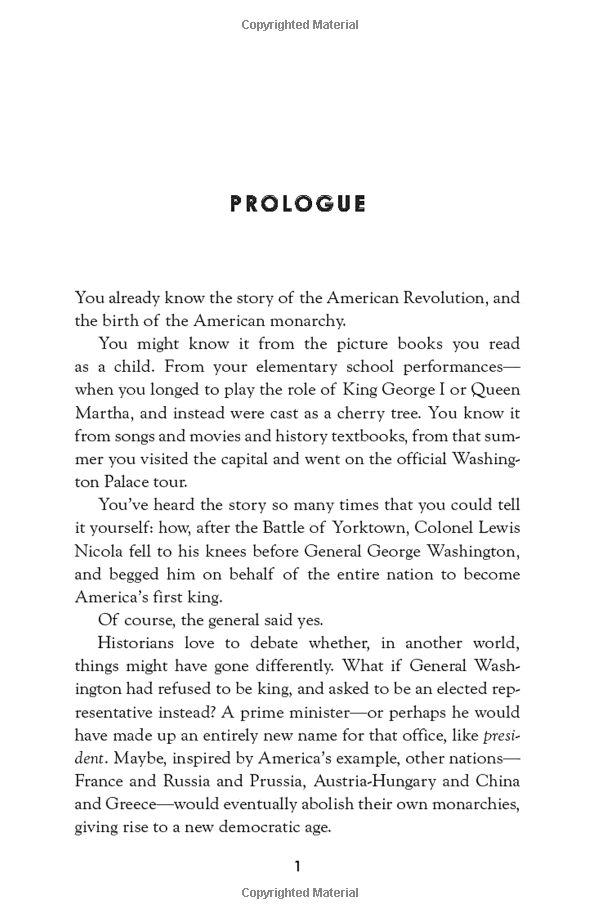 Copyrighted Material
PROLOGUE
You already know the story of the American Revolution, and
the birth of the American monarchy.
You might know it from the picture books you read
as a child. From your elementary school performances—
when you longed to play the role of King George I or Queen
Martha, and instead were cast as a cherry tree. You know it
from songs and movies and history textbooks, from that sum-
mer you visited the capital and went on the official Washing-
ton Palace tour.
You've heard the story so many times that you could tell
it yourself: how, after the Battle of Yorktown, Colonel Lewis
Nicola fell to his knees before General George Washington,
and begged him on behalf of the entire nation to become
America's first king.
Of course, the general said yes.
Historians love to debate whether, in another world,
things might have gone differently. What if General Wash-
ington had refused to be king, and asked to be an elected rep-
resentative instead? A prime minister—or perhaps he would
have made up an entirely new name for that office, like presi-
dent. Maybe, inspired by America's example, other nations—
France and Russia and Prussia, Austria-Hungary and China
and Greece—would eventually abolish their own monarchies,
giving rise to a new democratic age.
1
Copyrighted Material